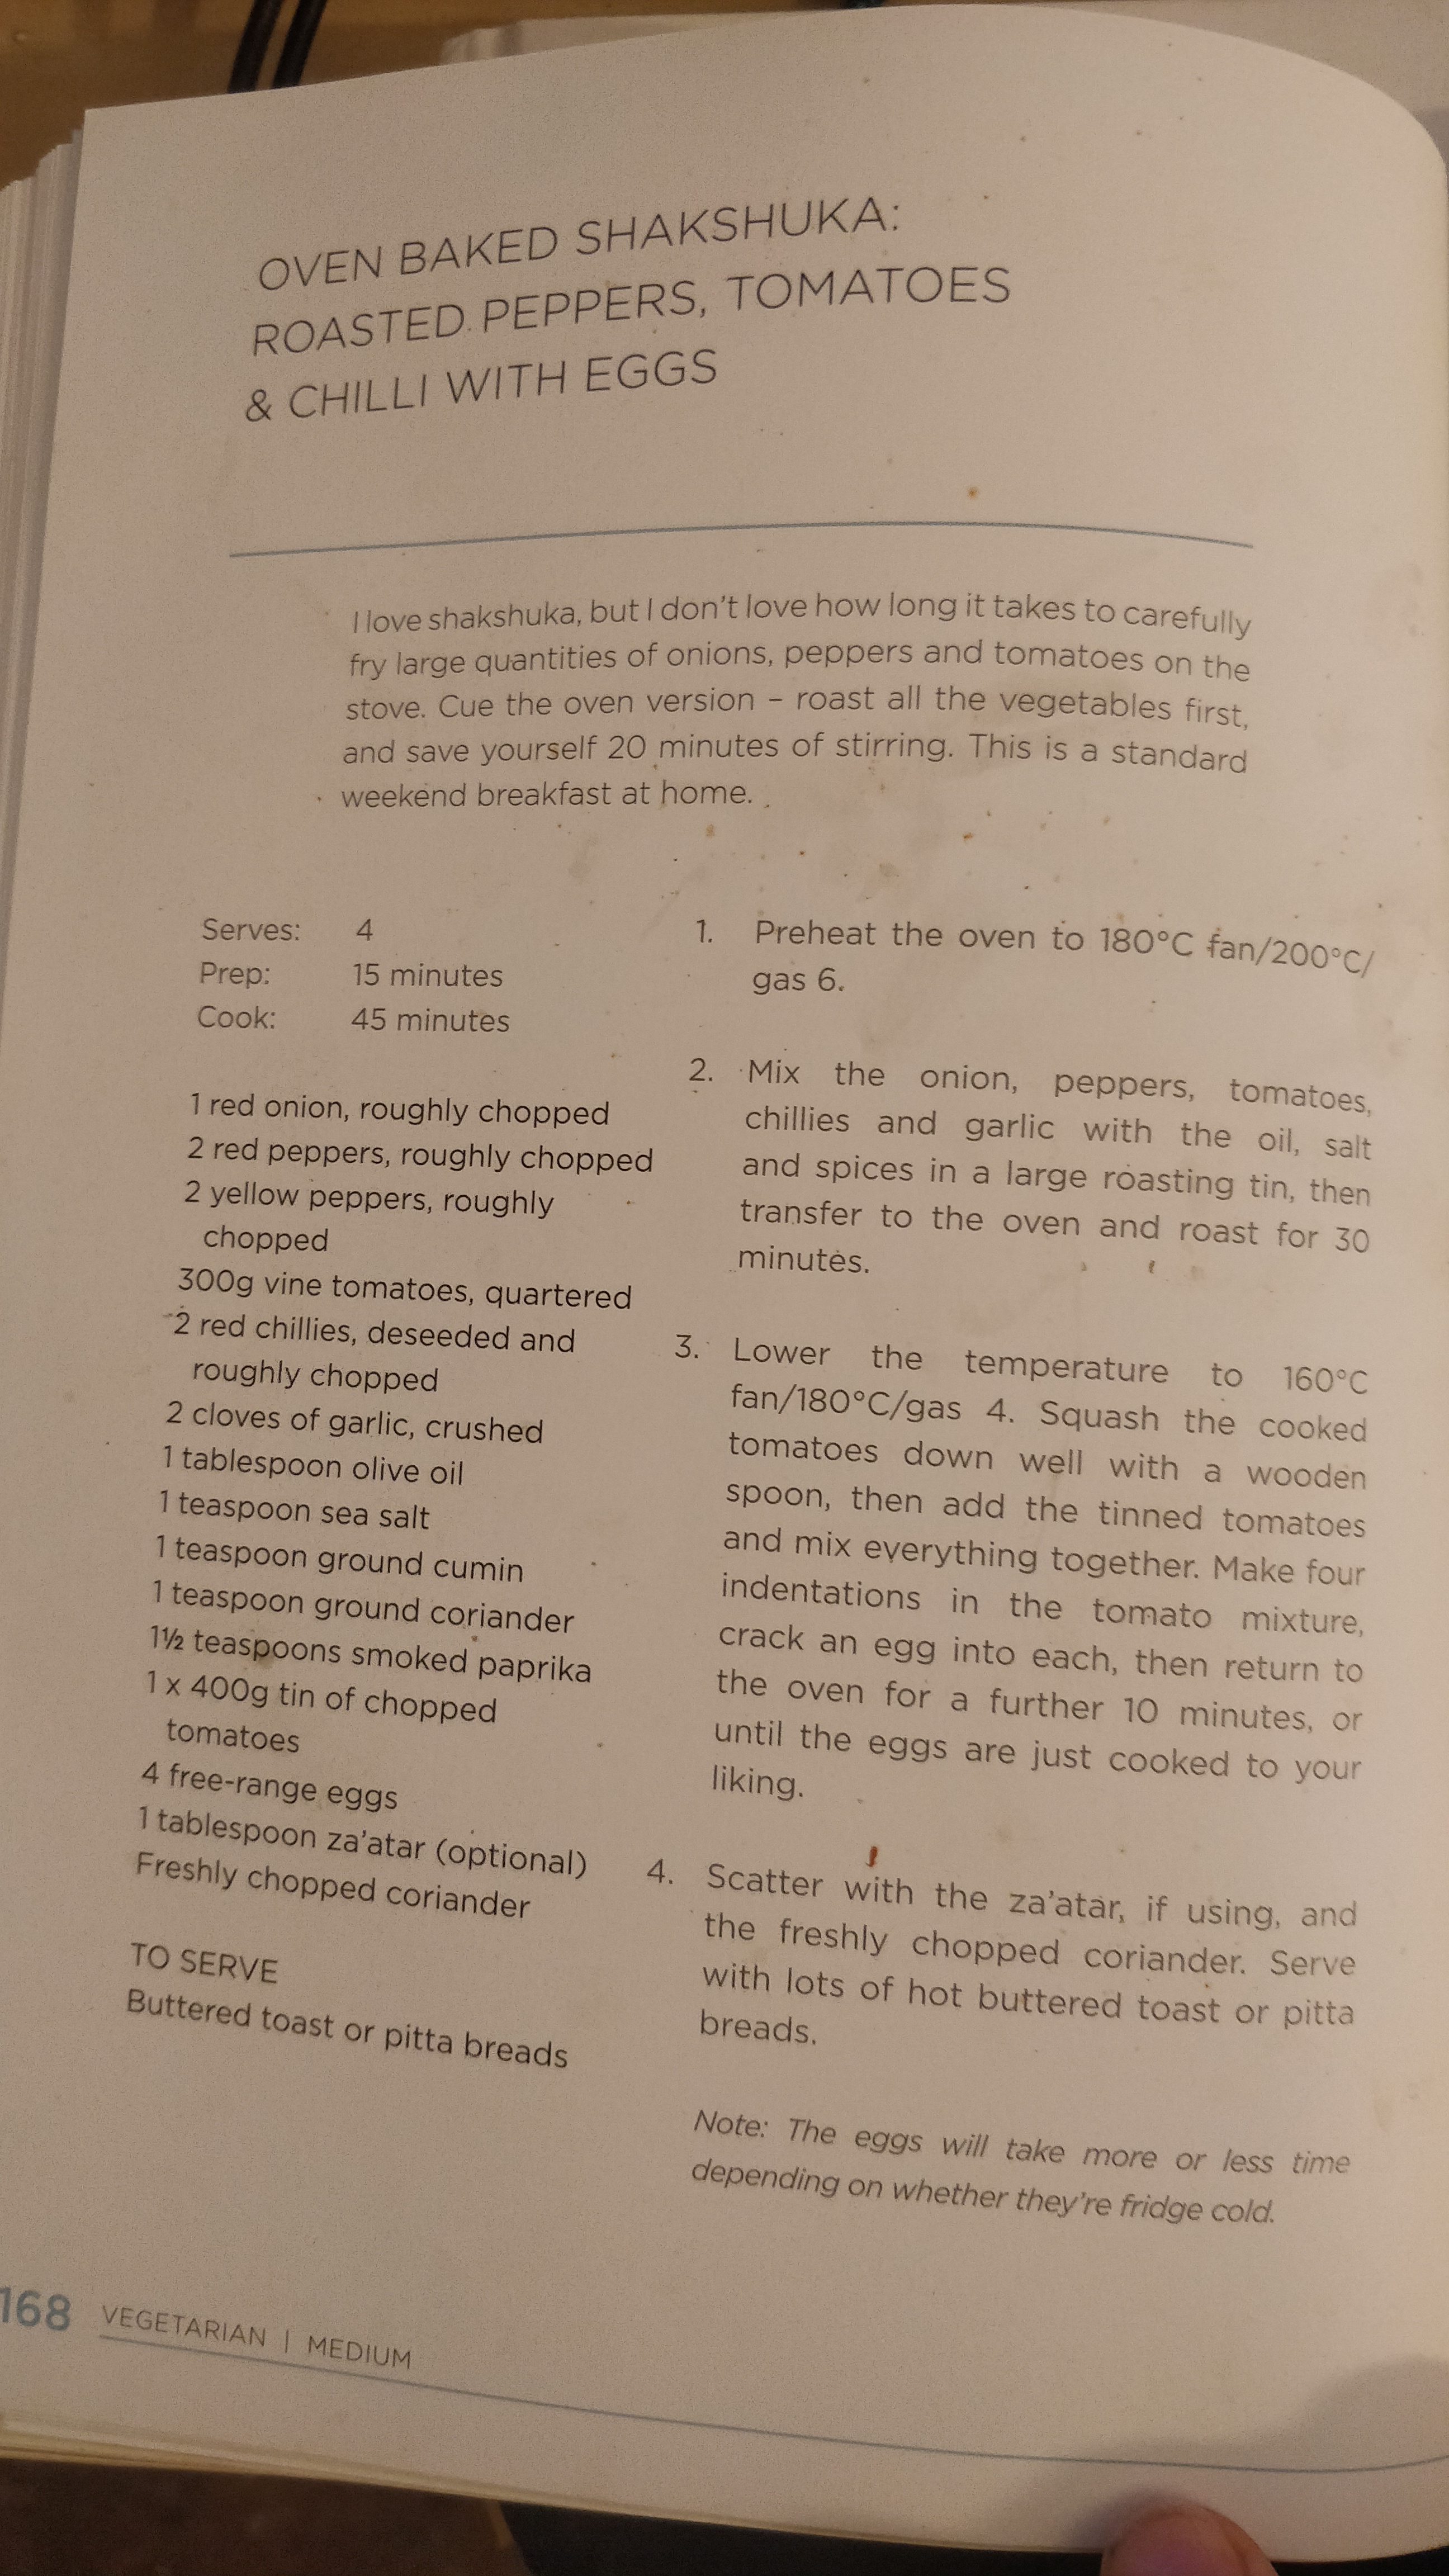 OVEN BAKED SHAKSHUKA:
ROASTED PEPPERS, TOMATOES
& CHILLI WITH EGGS
I love shakshuka, but I don't love how long it takes to carefully
fry large quantities of onions, peppers and tomatoes on the
stove. Cue the oven version – roast all the vegetables first,
and save yourself 20 minutes of stirring. This is a standard
weekend breakfast at home.
Serves: 4
Prep: 15 minutes
Cook: 45 minutes
1 red onion, roughly chopped
2 red peppers, roughly chopped
2 yellow peppers, roughly
chopped
300g vine tomatoes, quartered
2 red chillies, deseeded and
roughly chopped
2 cloves of garlic, crushed
1 tablespoon olive oil
1 teaspoon sea salt
1 teaspoon ground cumin
1 teaspoon ground coriander
1½ teaspoons smoked paprika
1 x 400g tin of chopped
tomatoes
4 free-range eggs
1 tablespoon za'atar (optional)
Freshly chopped coriander
TO SERVE
Buttered toast or pitta breads
1. Preheat the oven to 180°C fan/200°C/
gas 6.
2. Mix the onion, peppers, tomatoes,
chillies and garlic with the oil, salt
and spices in a large roasting tin, then
transfer to the oven and roast for 30
minutes.
3. Lower the temperature to 160°C
fan/180°C/gas 4. Squash the cooked
tomatoes down well with a wooden
spoon, then add the tinned tomatoes
and mix everything together. Make four
indentations in the tomato mixture,
crack an egg into each, then return to
the oven for a further 10 minutes, or
until the eggs are just cooked to your
liking.
4. Scatter with the za'atar, if using, and
the freshly chopped coriander. Serve
with lots of hot buttered toast or pitta
breads.
Note: The eggs will take more or less time
depending on whether they're fridge cold.
168 VEGETARIAN | MEDIUM